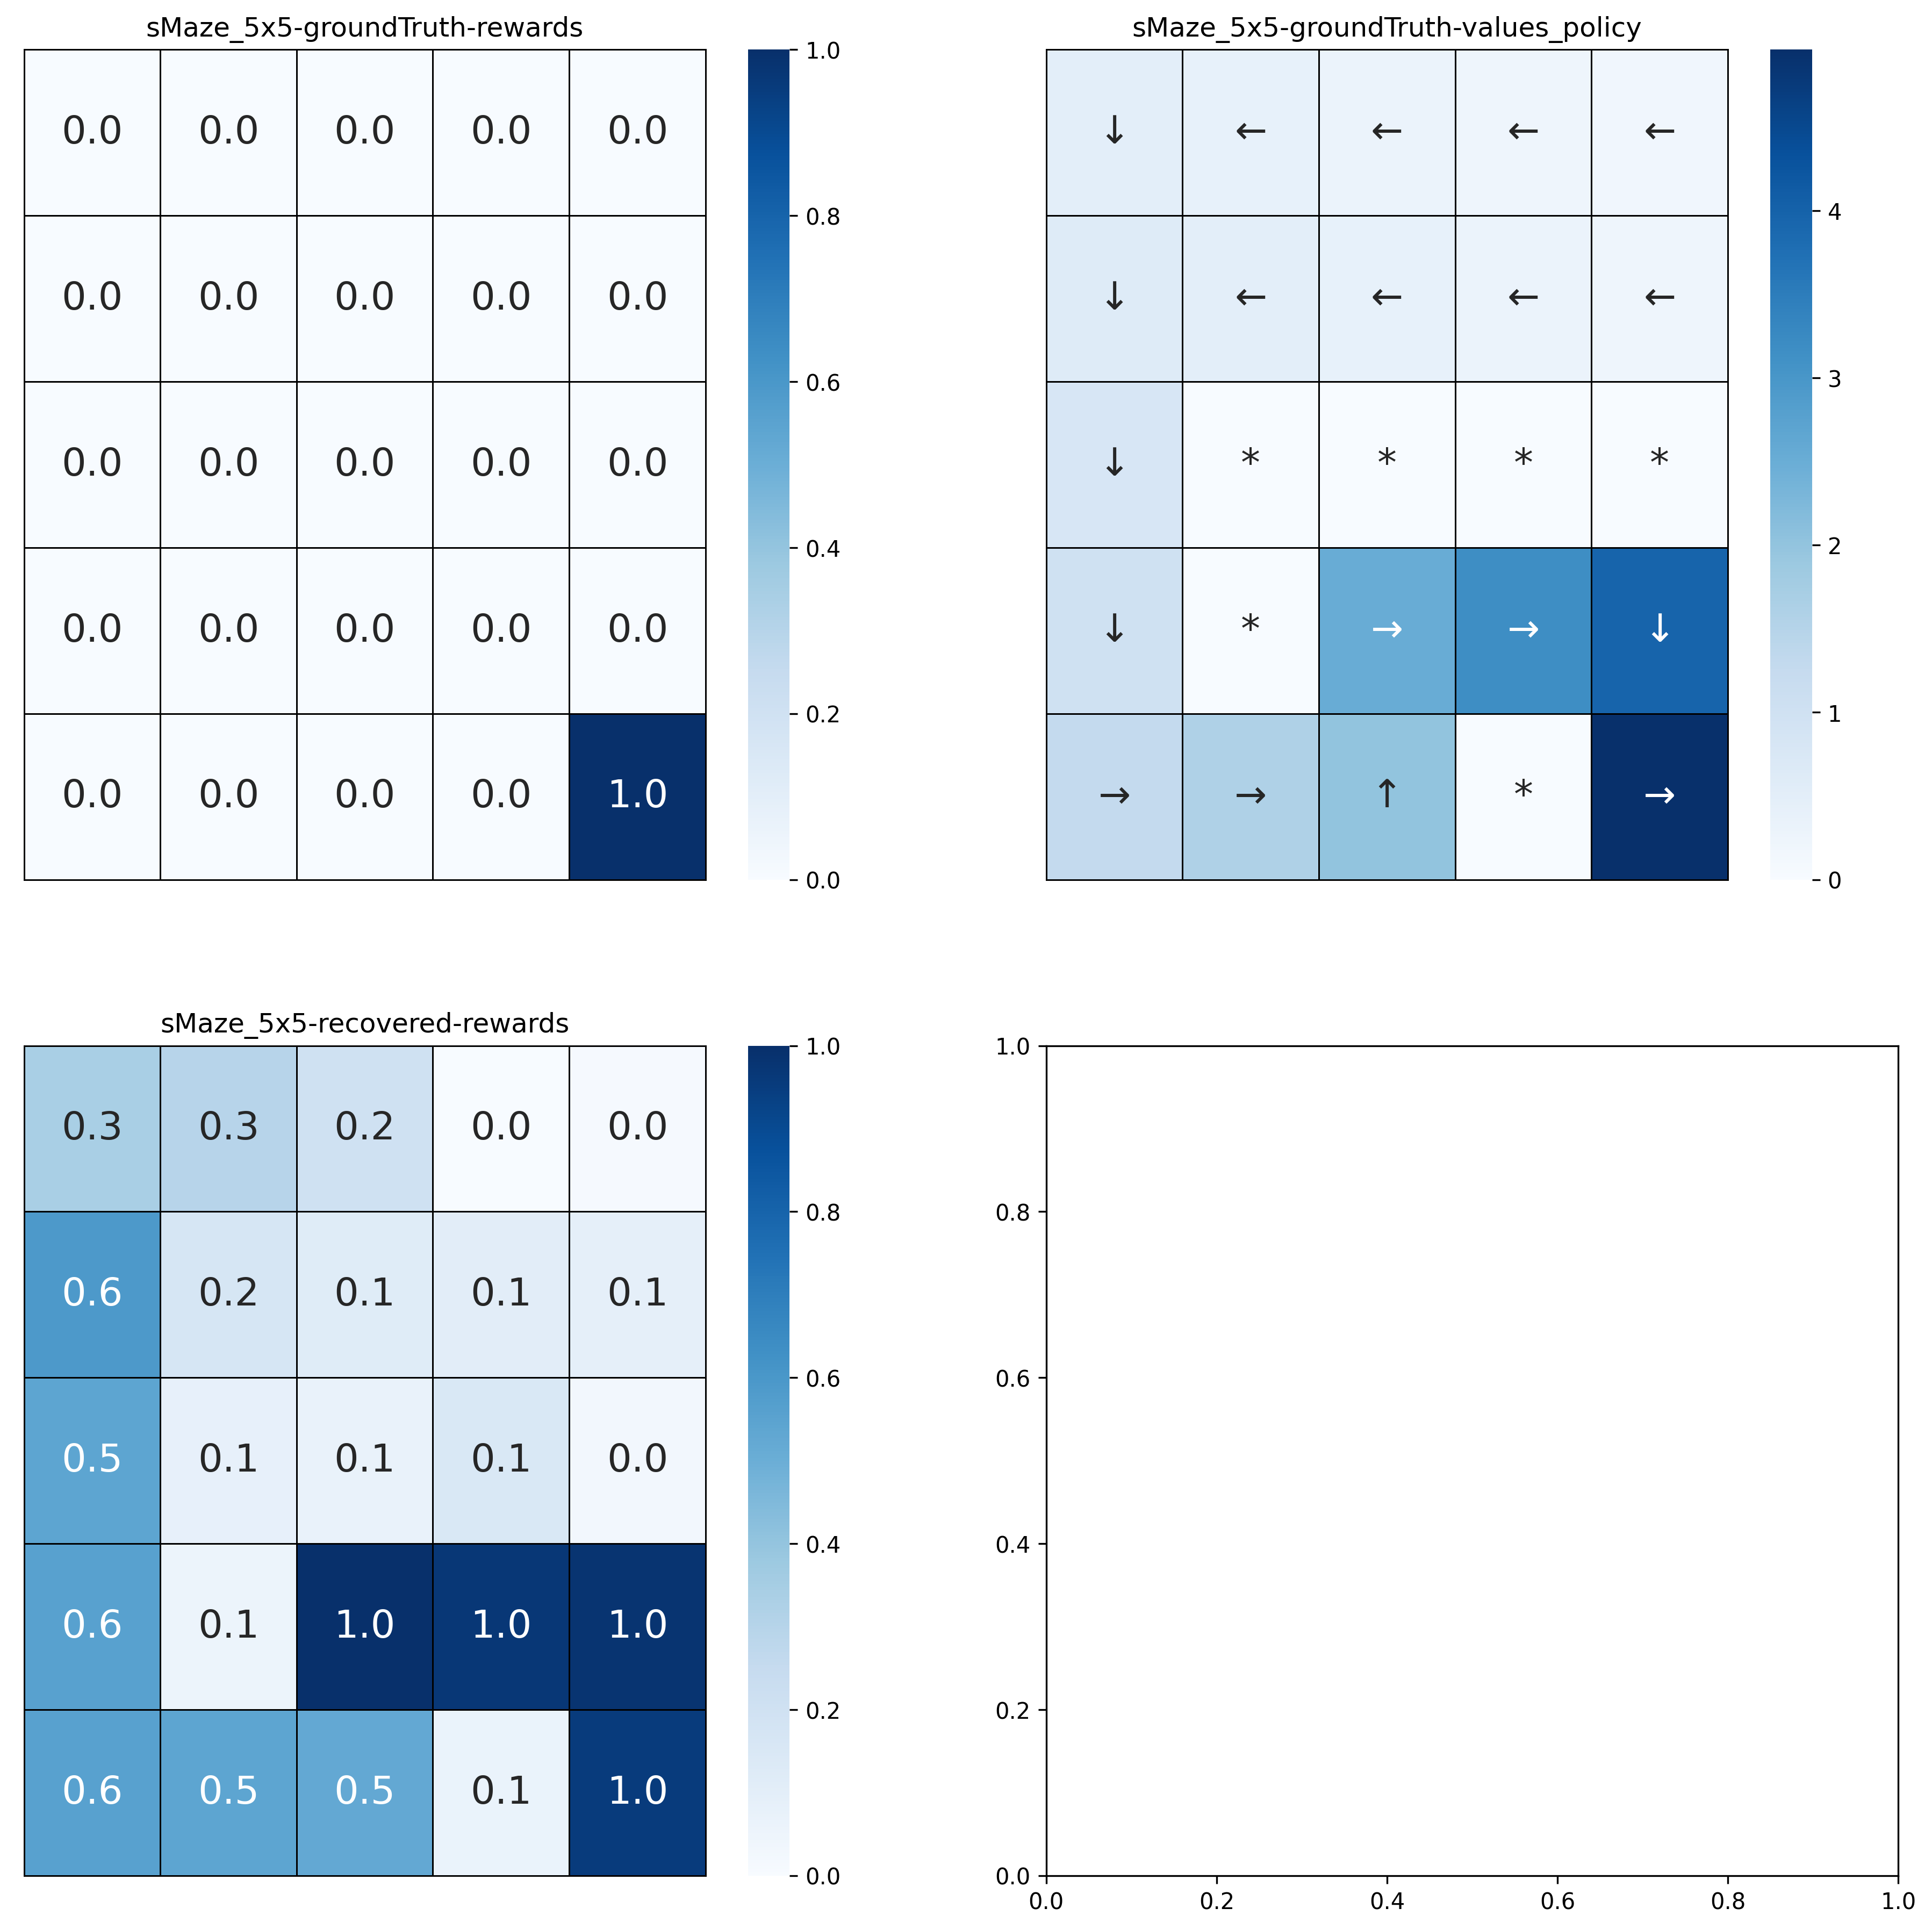 sMaze_5x5-groundTruth-rewards
0.0 0.0 0.0 0.0 0.0
0.0 0.0 0.0 0.0 0.0
0.0 0.0 0.0 0.0 0.0
0.0 0.0 0.0 0.0 0.0
0.0 0.0 0.0 0.0 1.0
1.0
0.8
0.6
0.4
0.2
0.0
sMaze_5x5-groundTruth-values_policy
↓ ← ← ← ←
↓ ← ← ← ←
↓ * * * *
↓ * → → ↓
→ → ↑ * →
4
3
2
1
0
sMaze_5x5-recovered-rewards
0.3 0.3 0.2 0.0 0.0
0.6 0.2 0.1 0.1 0.1
0.5 0.1 0.1 0.1 0.0
0.6 0.1 1.0 1.0 1.0
0.6 0.5 0.5 0.1 1.0
1.0
0.8
0.6
0.4
0.2
0.0
1.0
0.8
0.6
0.4
0.2
0.0
0.0 0.2 0.4 0.6 0.8 1.0